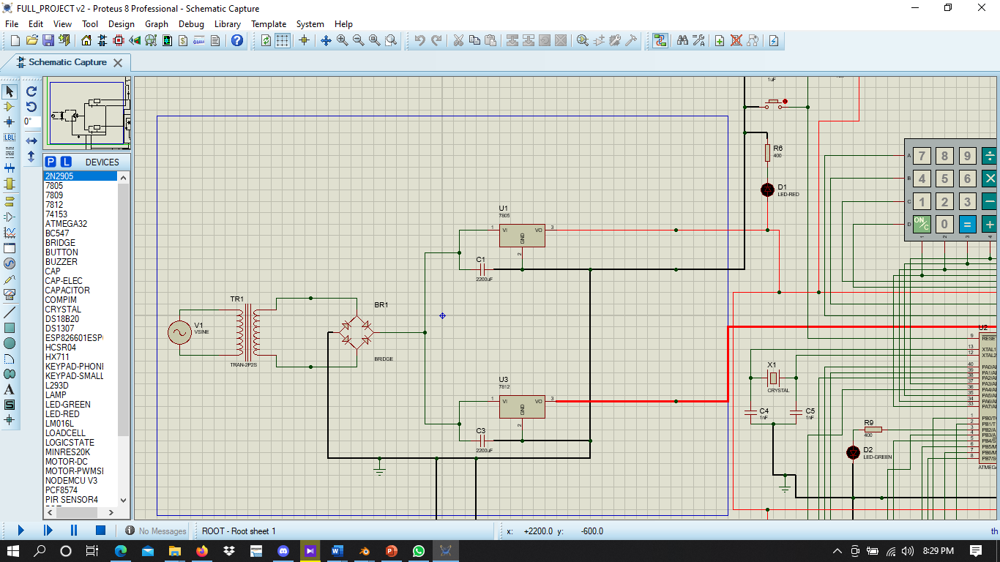 FULL_PROJECT v2 - Proteus 8 Professional - Schematic Capture
File Edit View Tool Design Graph Debug Library Template System Help
Schematic Capture
0°
LBL
P L DEVICES
2N2905
7805
7809
7812
74153
ATMEGA32
BC547
BRIDGE
BUTTON
BUZZER
CAP
CAP-ELEC
CAPACITOR
COMPIM
CRYSTAL
DS18B20
DS1307
ESP826601ESP(
HCSR04
HX711
KEYPAD-PHONI
KEYPAD-SMALL
L293D
LAMP
LED-GREEN
LED-RED
LM016L
LOADCELL
LOGICSTATE
MINRES20K
MOTOR-DC
MOTOR-PWMSI
NODEMCU V3
PCF8574
PIR SENSOR4
A
S
V1
VSINE
TR1
TRAN-2P2S
BR1
BRIDGE
U1
7805
1 VI VO 3
GND
2
C1
2200uF
U3
7812
1 VI VO 3
GND
2
C3
2200uF
1uF
R6
400
D1
LED-RED
A 7 8 9 ÷
B 4 5 6 ×
C 1 2 3 −
D ON/C 0 = +
1 2 3 4
X1
CRYSTAL
C4
1nF
C5
1nF
R9
400
D2
LED-GREEN
U2
9 RESE
13 XTAL1
12 XTAL2
40 PA0/A
39 PA1/A
38 PA2/A
37 PA3/A
36 PA4/A
35 PA5/A
34 PA6/A
33 PA7/A
1 PB0/T
2 PB1/T
3 PB2/A
4 PB3/A
5 PB4/S
6 PB5/M
7 PB6/M
8 PB7/S
ATMEG
No Messages
ROOT - Root sheet 1
x: +2200.0 y: -600.0
th
8:29 PM